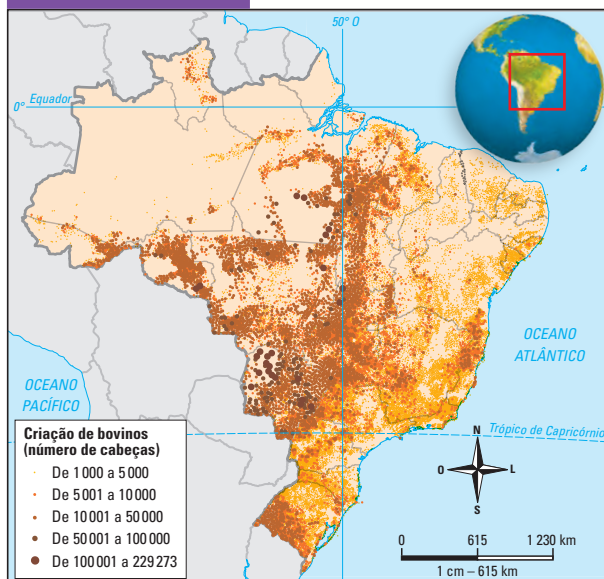 50° O
0°
Equador
OCEANO
ATLÂNTICO
OCEANO
PACÍFICO
Trópico de Capricórnio
Criação de bovinos
(número de cabeças)
De 1 000 a 5 000
De 5 001 a 10 000
De 10 001 a 50 000
De 50 001 a 100 000
De 100 001 a 229 273
N
O
L
S
0 615 1 230 km
1 cm – 615 km